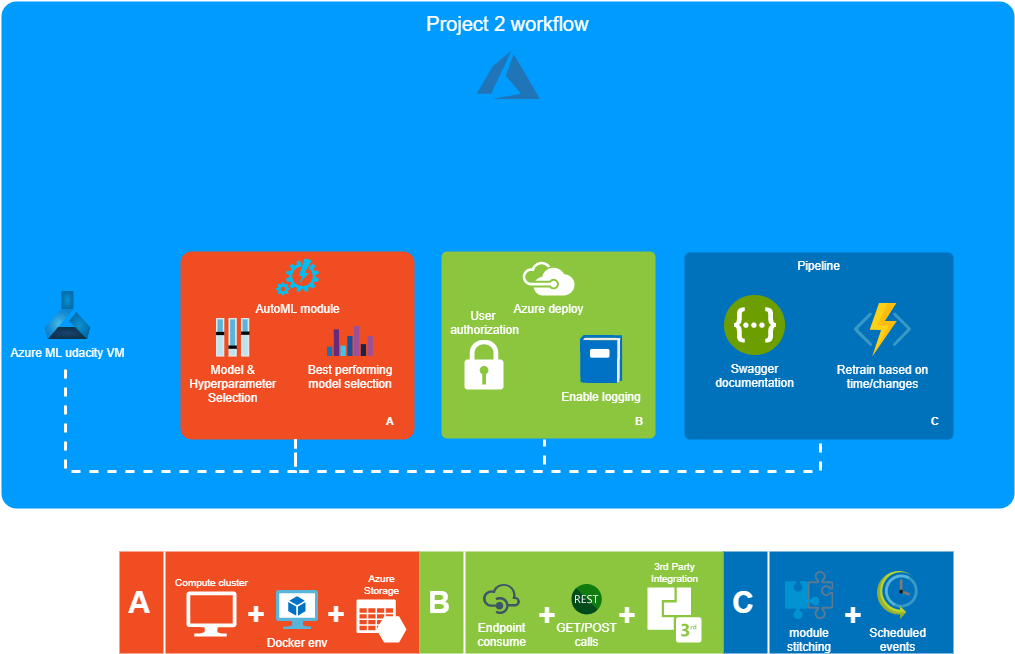 Project 2 workflow
Azure ML udacity VM
AutoML module
Model &
Hyperparameter
Selection
Best performing
model selection
A
Azure deploy
User
authorization
Enable logging
B
Pipeline
{...}
Swagger
documentation
Retrain based on
time/changes
C
A
Compute cluster
+
Docker env
+
Azure
Storage
B
Endpoint
consume
+
REST
GET/POST
calls
+
3rd Party
Integration
3rd
C
module
stitching
+
Scheduled
events